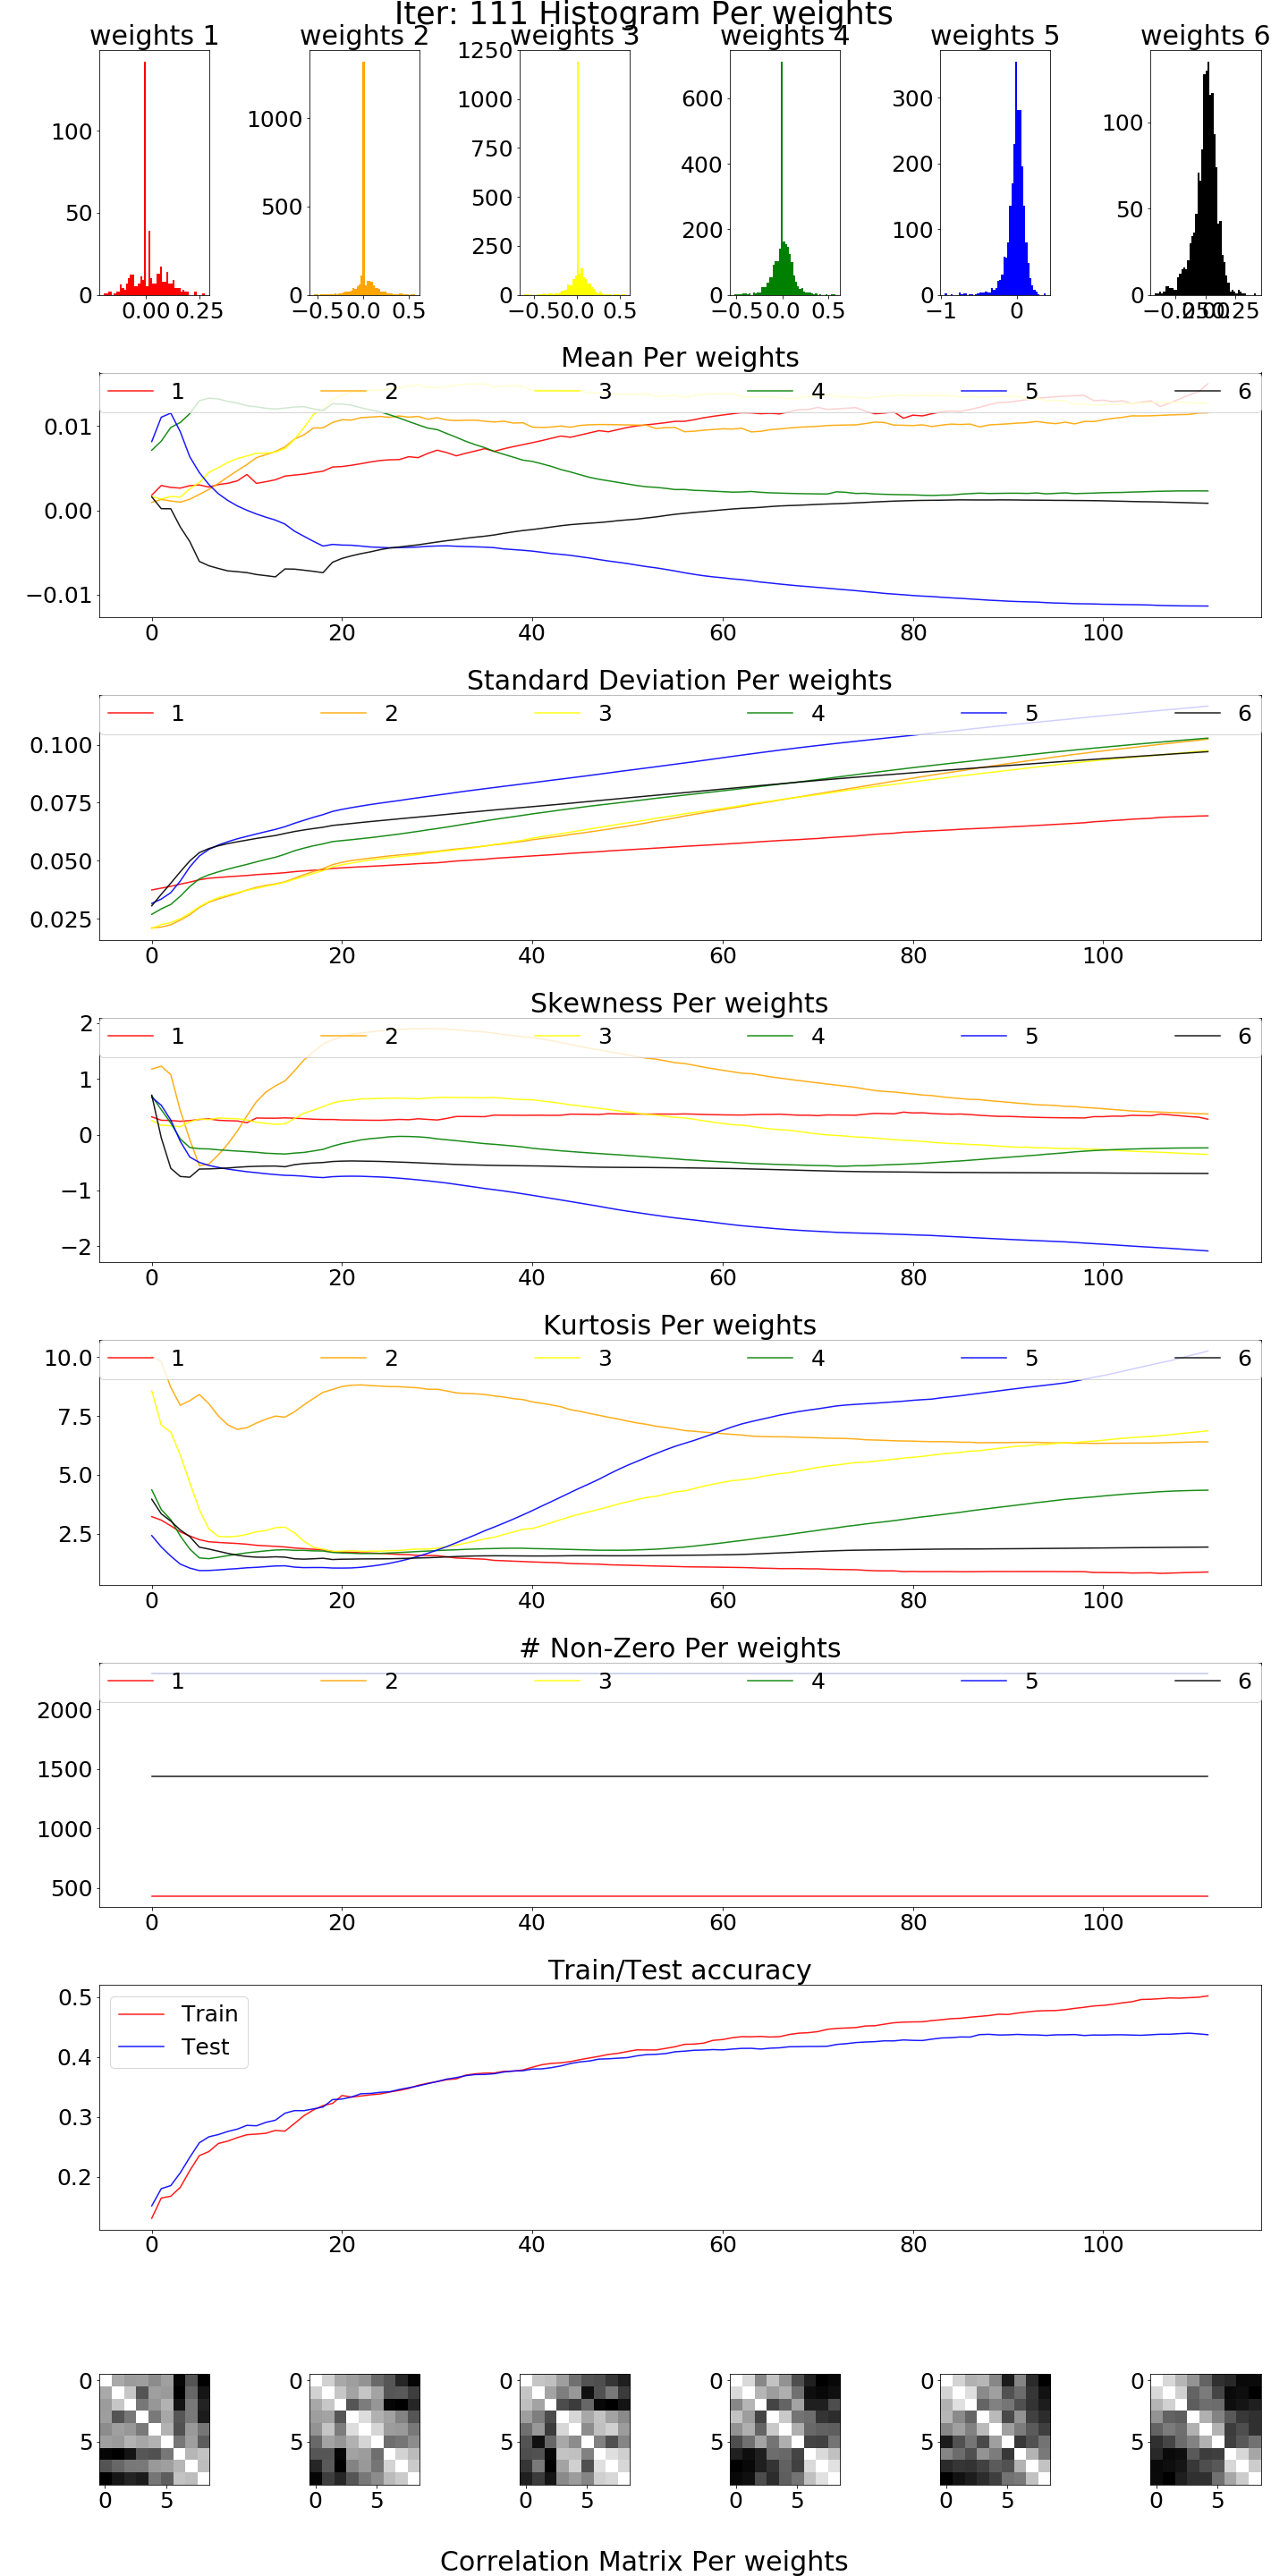 Iter: 111 Histogram Per weights
weights 1 weights 2 weights 3 weights 4 weights 5 weights 6
100
50
0
0.00 0.25
1000
500
0
−0.5 0.0 0.5
1250
1000
750
500
250
0
−0.5 0.0 0.5
600
400
200
0
−0.5 0.0 0.5
300
200
100
0
−1 0
100
50
0
−0.25 0.00 0.25
Mean Per weights
1 2 3 4 5 6
0.01
0.00
−0.01
0 20 40 60 80 100
Standard Deviation Per weights
1 2 3 4 5 6
0.100
0.075
0.050
0.025
0 20 40 60 80 100
Skewness Per weights
1 2 3 4 5 6
2
1
0
−1
−2
0 20 40 60 80 100
Kurtosis Per weights
1 2 3 4 5 6
10.0
7.5
5.0
2.5
0 20 40 60 80 100
# Non-Zero Per weights
1 2 3 4 5 6
2000
1500
1000
500
0 20 40 60 80 100
Train/Test accuracy
Train
Test
0.5
0.4
0.3
0.2
0 20 40 60 80 100
0 0 0 0 0 0
5 5 5 5 5 5
0 5 0 5 0 5 0 5 0 5 0 5
Correlation Matrix Per weights